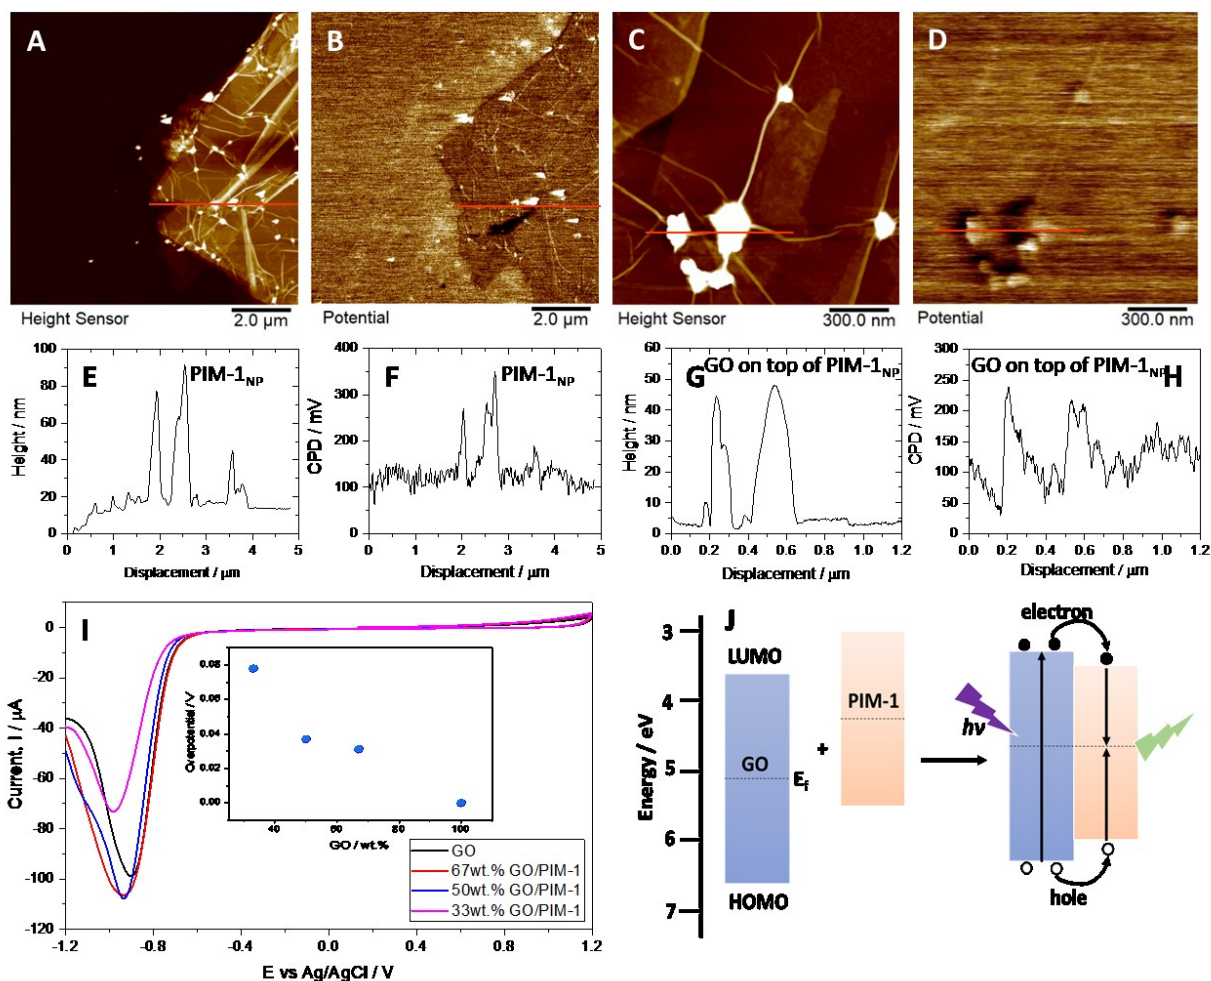 A
B
C
D
Height Sensor
2.0 µm
Potential
2.0 µm
Height Sensor
300.0 nm
Potential
300.0 nm
E
PIM-1NP
Height / nm
100
80
60
40
20
0
0 1 2 3 4 5
Displacement / µm
F
PIM-1NP
CPD / mV
400
300
200
100
0
0 1 2 3 4 5
Displacement / µm
G
GO on top of PIM-1NP
Height / nm
60
50
40
30
20
10
0
0.0 0.2 0.4 0.6 0.8 1.0 1.2
Displacement / µm
GO on top of PIM-1NP
H
CPD / mV
300
250
200
150
100
50
0
0.0 0.2 0.4 0.6 0.8 1.0 1.2
Displacement / µm
I
Current, I / µA
0
-20
-40
-60
-80
-100
-120
-1.2 -0.8 -0.4 0.0 0.4 0.8 1.2
E vs Ag/AgCl / V
Overpotential / V
0.08
0.06
0.04
0.02
0.00
40 60 80 100
GO / wt.%
GO
67wt.% GO/PIM-1
50wt.% GO/PIM-1
33wt.% GO/PIM-1
J
Energy / eV
3
4
5
6
7
LUMO
GO
Ef
HOMO
+
PIM-1
hν
electron
hole